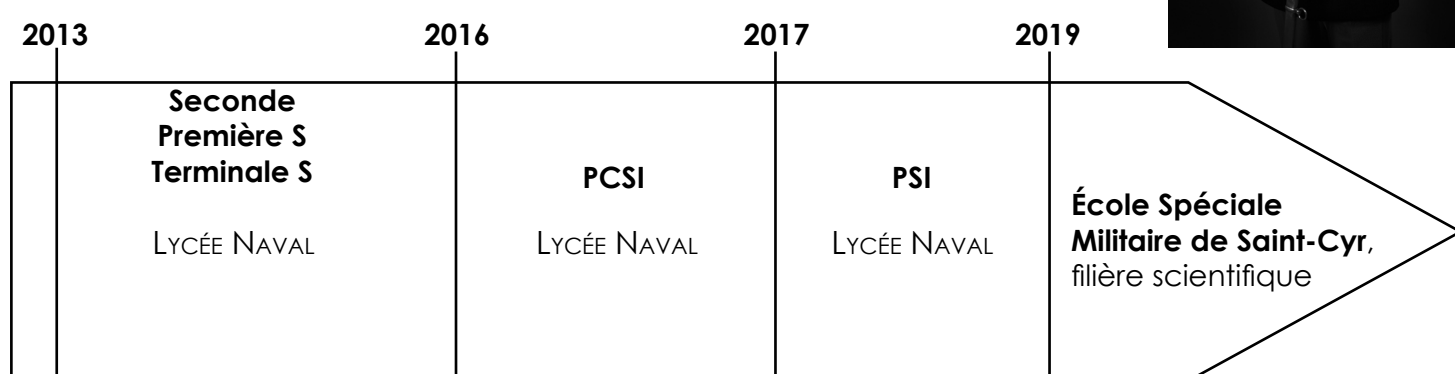 2013 2016 2017 2019
Seconde
Première S
Terminale S
Lycée Naval
PCSI
Lycée Naval
PSI
Lycée Naval
École Spéciale
Militaire de Saint-Cyr,
filière scientifique